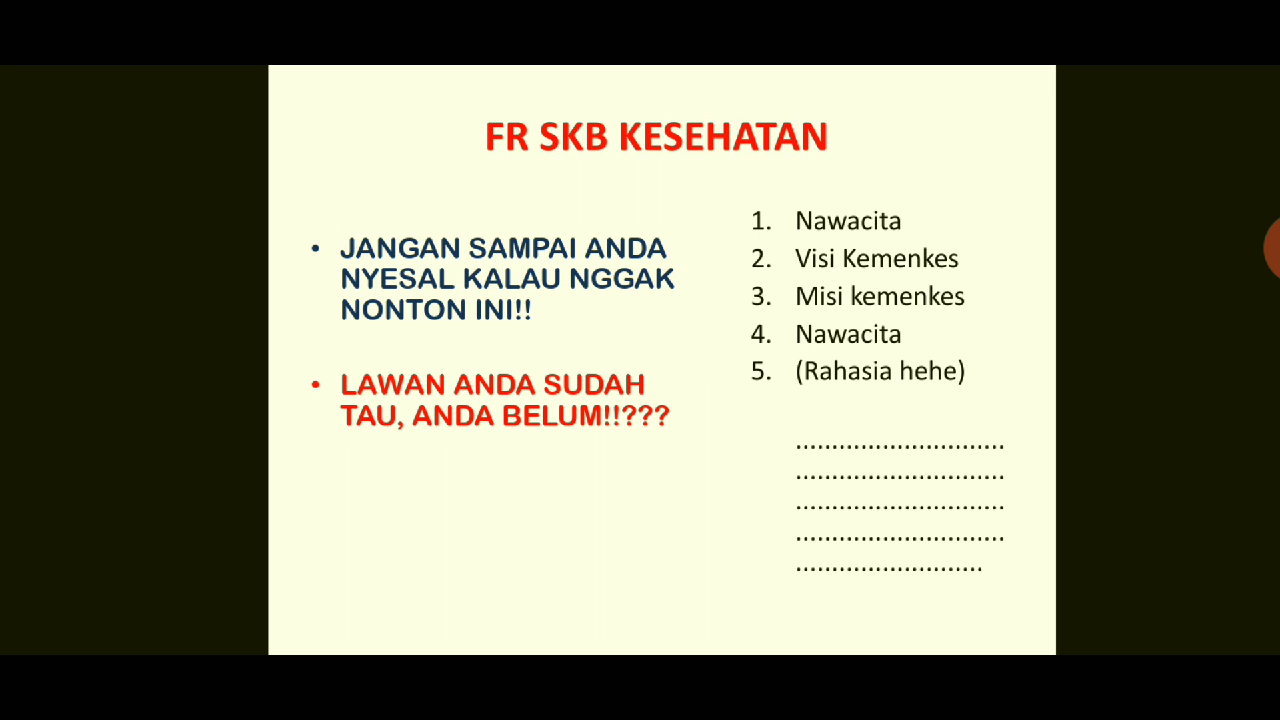 FR SKB KESEHATAN
• JANGAN SAMPAI ANDA
NYESAL KALAU NGGAK
NONTON INI!!
• LAWAN ANDA SUDAH
TAU, ANDA BELUM!!???
1. Nawacita
2. Visi Kemenkes
3. Misi kemenkes
4. Nawacita
5. (Rahasia hehe)
.............................
.............................
.............................
.............................
..........................